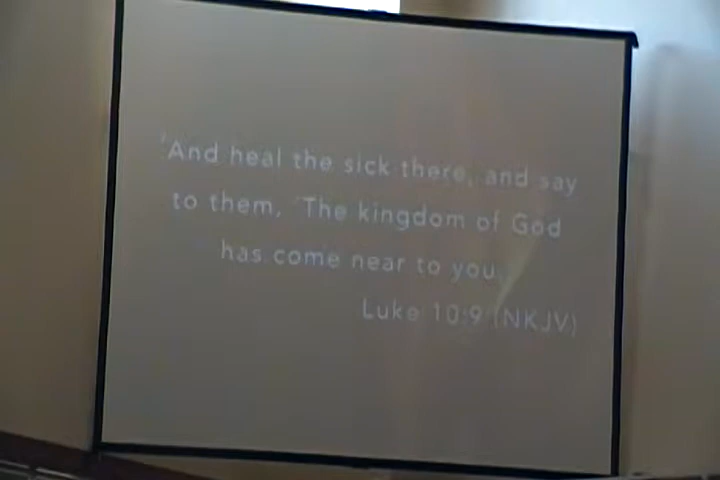 'And heal the sick there, and say
to them, 'The kingdom of God
has come near to you.
Luke 10:9 (NKJV)